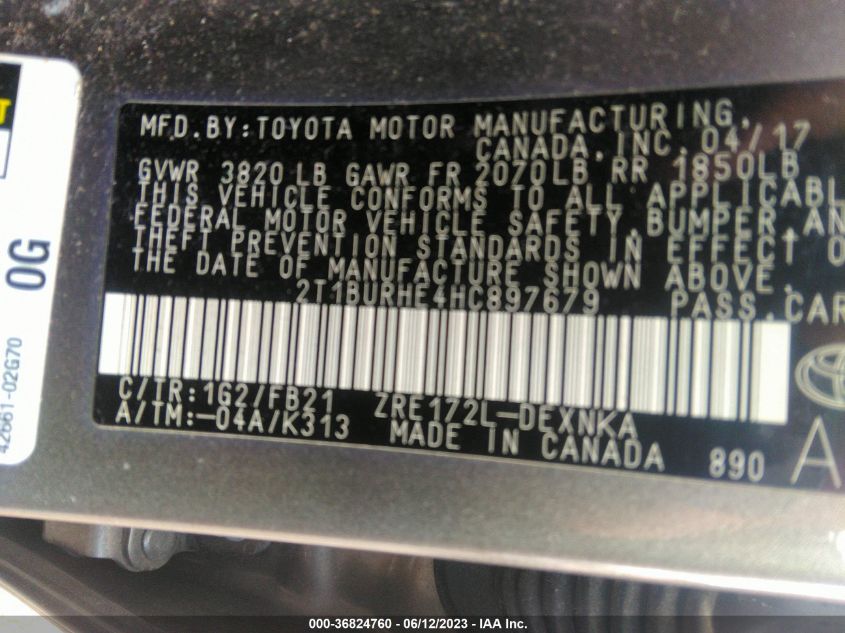 MFD.BY:TOYOTA MOTOR MANUFACTURING,
CANADA,INC.04/17
GVWR 3820 LB GAWR FR 2070LB RR 1850LB
THIS VEHICLE CONFORMS TO ALL APPLICABL
FEDERAL MOTOR VEHICLE SAFETY,BUMPER,AN
THEFT PREVENTION STANDARDS IN EFFECT O
THE DATE OF MANUFACTURE SHOWN ABOVE.
2T1BURHE4HC897679 PASS.CAR
C/TR:1G2/FB21 ZRE172L-DEXNKA
A/TM:-04A/K313 MADE IN CANADA 890
A
T
0G
42661-02G70
000-36824760 - 06/12/2023 - IAA Inc.